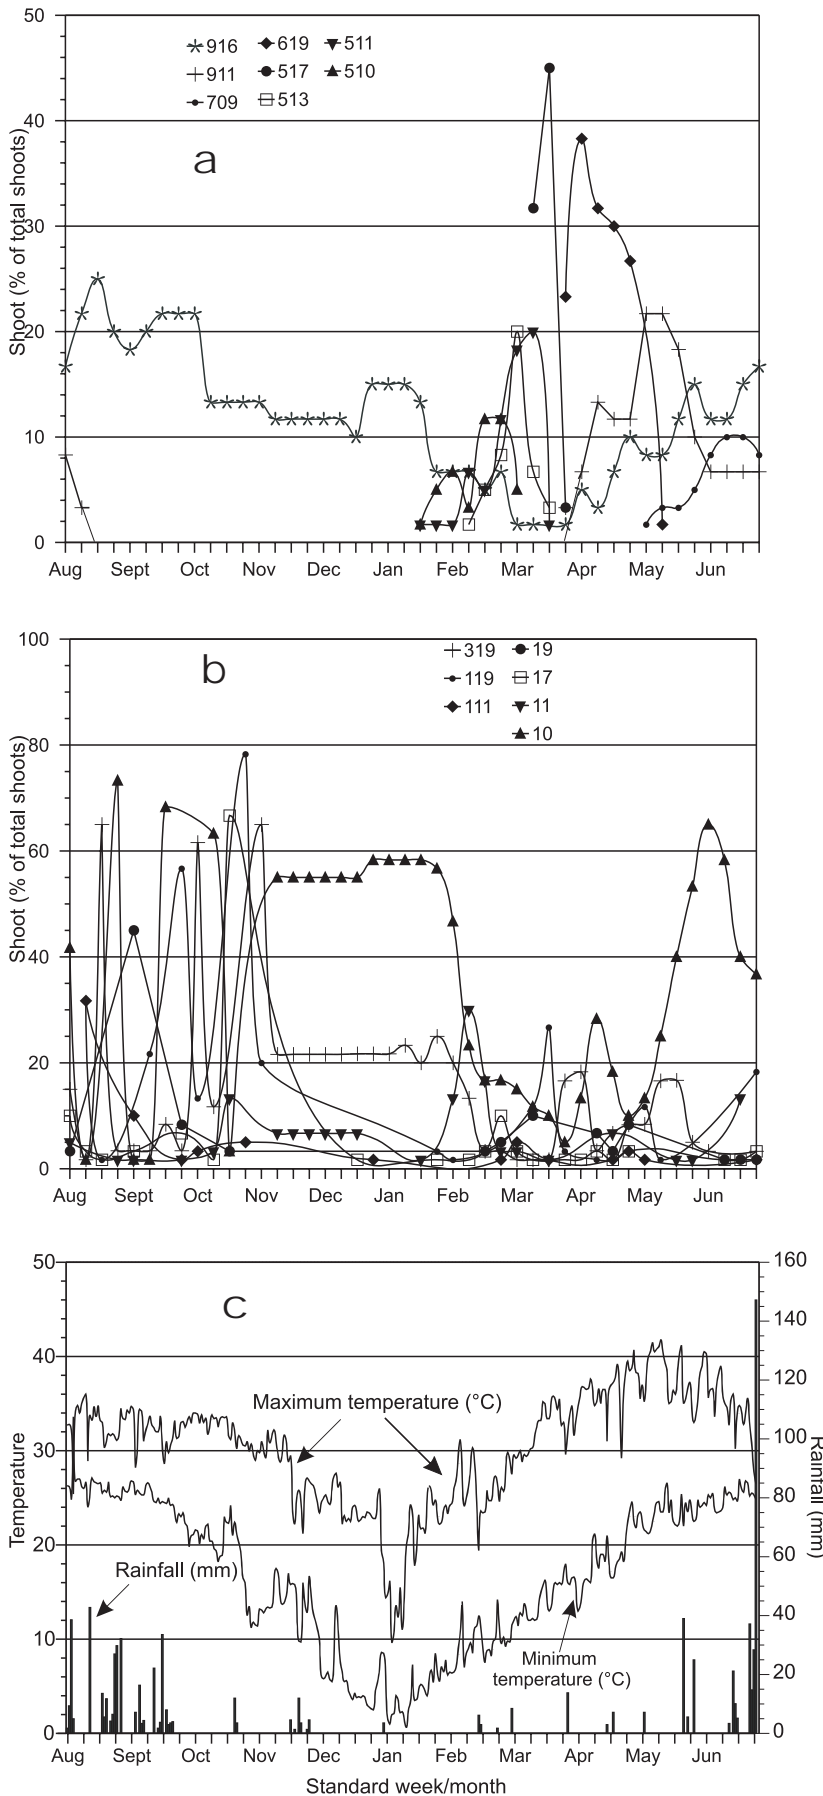 50
916 619 511
911 517 510
709 513
a
40
30
20
10
0
Shoot (% of total shoots)
Aug Sept Oct Nov Dec Jan Feb Mar Apr May Jun
100
319 19
119 17
111 11
10
b
80
60
40
20
0
Shoot (% of total shoots)
Aug Sept Oct Nov Dec Jan Feb Mar Apr May Jun
50 160
c
140
40
120
Maximum temperature (°C)
100
30
80
20
60
Rainfall (mm)
40
10
Minimum
temperature (°C)
20
0 0
Temperature
Rainfall (mm)
Aug Sept Oct Nov Dec Jan Feb Mar Apr May Jun
Standard week/month